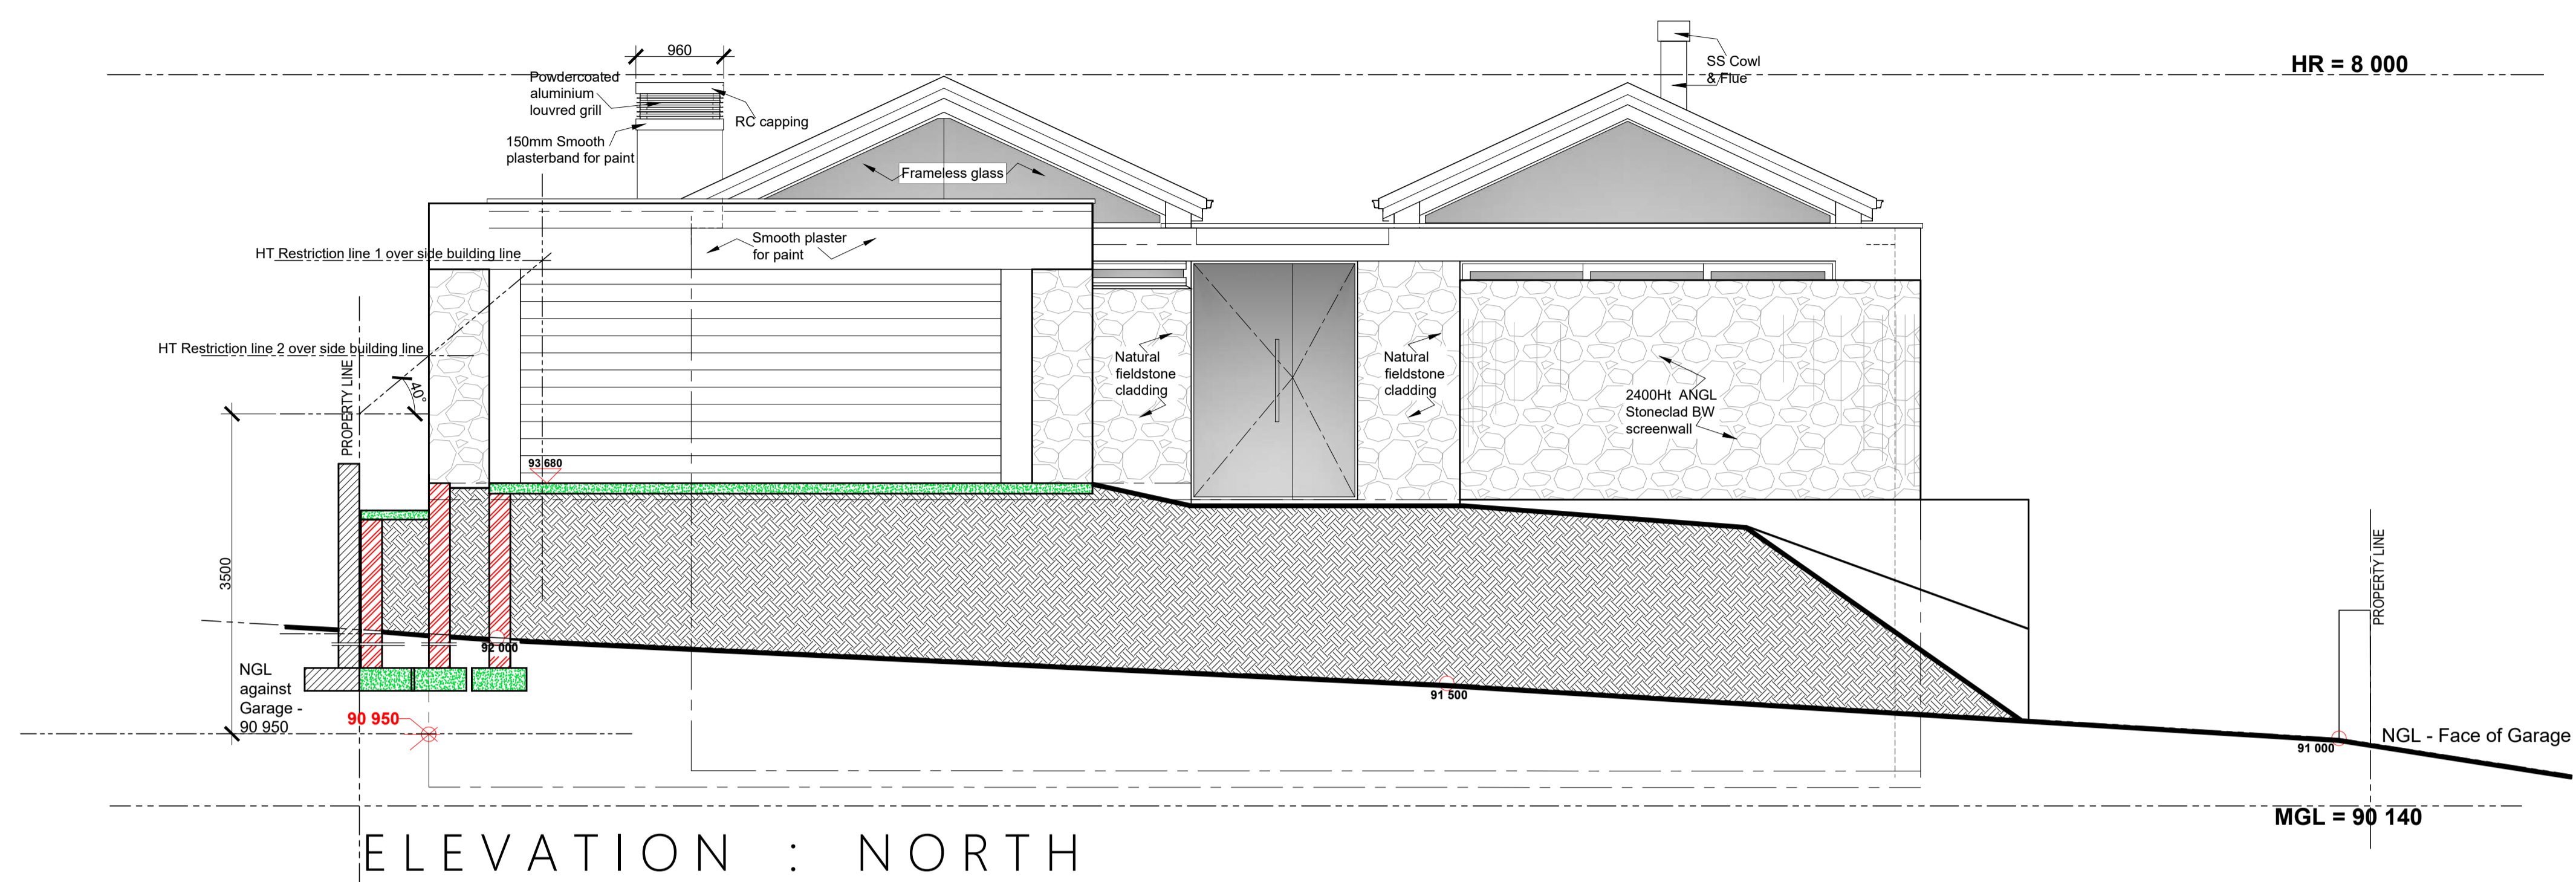 960
HR = 8 000
SS Cowl
& Flue
Powdercoated
aluminium
louvred grill
RC capping
150mm Smooth
plasterband for paint
Frameless glass
Smooth plaster
for paint
HT Restriction line 1 over side building line
HT Restriction line 2 over side building line
PROPERTY LINE
40°
Natural
fieldstone
cladding
Natural
fieldstone
cladding
2400Ht ANGL
Stoneclad BW
screenwall
93 680
3500
PROPERTY LINE
92 000
NGL
against
Garage -
90 950
90 950
91 500
91 000
NGL - Face of Garage
MGL = 90 140
ELEVATION : NORTH